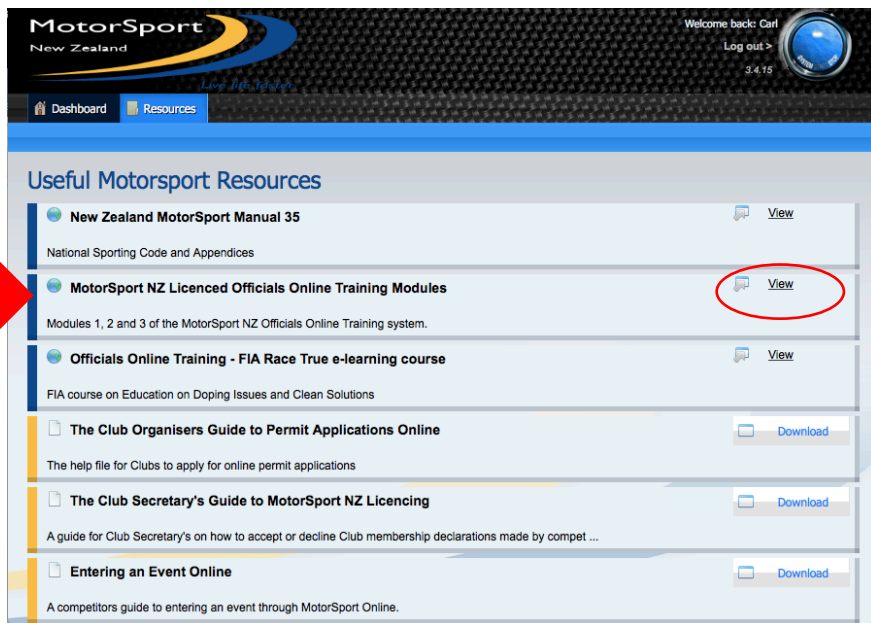 MotorSport
New Zealand
Live life faster
Welcome back: Carl
Log out >
3.4.15
SYSTEM STOP
Dashboard
Resources
Useful Motorsport Resources
New Zealand MotorSport Manual 35
View
National Sporting Code and Appendices
MotorSport NZ Licenced Officials Online Training Modules
View
Modules 1, 2 and 3 of the MotorSport NZ Officials Online Training system.
Officials Online Training - FIA Race True e-learning course
View
FIA course on Education on Doping Issues and Clean Solutions
The Club Organisers Guide to Permit Applications Online
Download
The help file for Clubs to apply for online permit applications
The Club Secretary's Guide to MotorSport NZ Licencing
Download
A guide for Club Secretary's on how to accept or decline Club membership declarations made by compet ...
Entering an Event Online
Download
A competitors guide to entering an event through MotorSport Online.